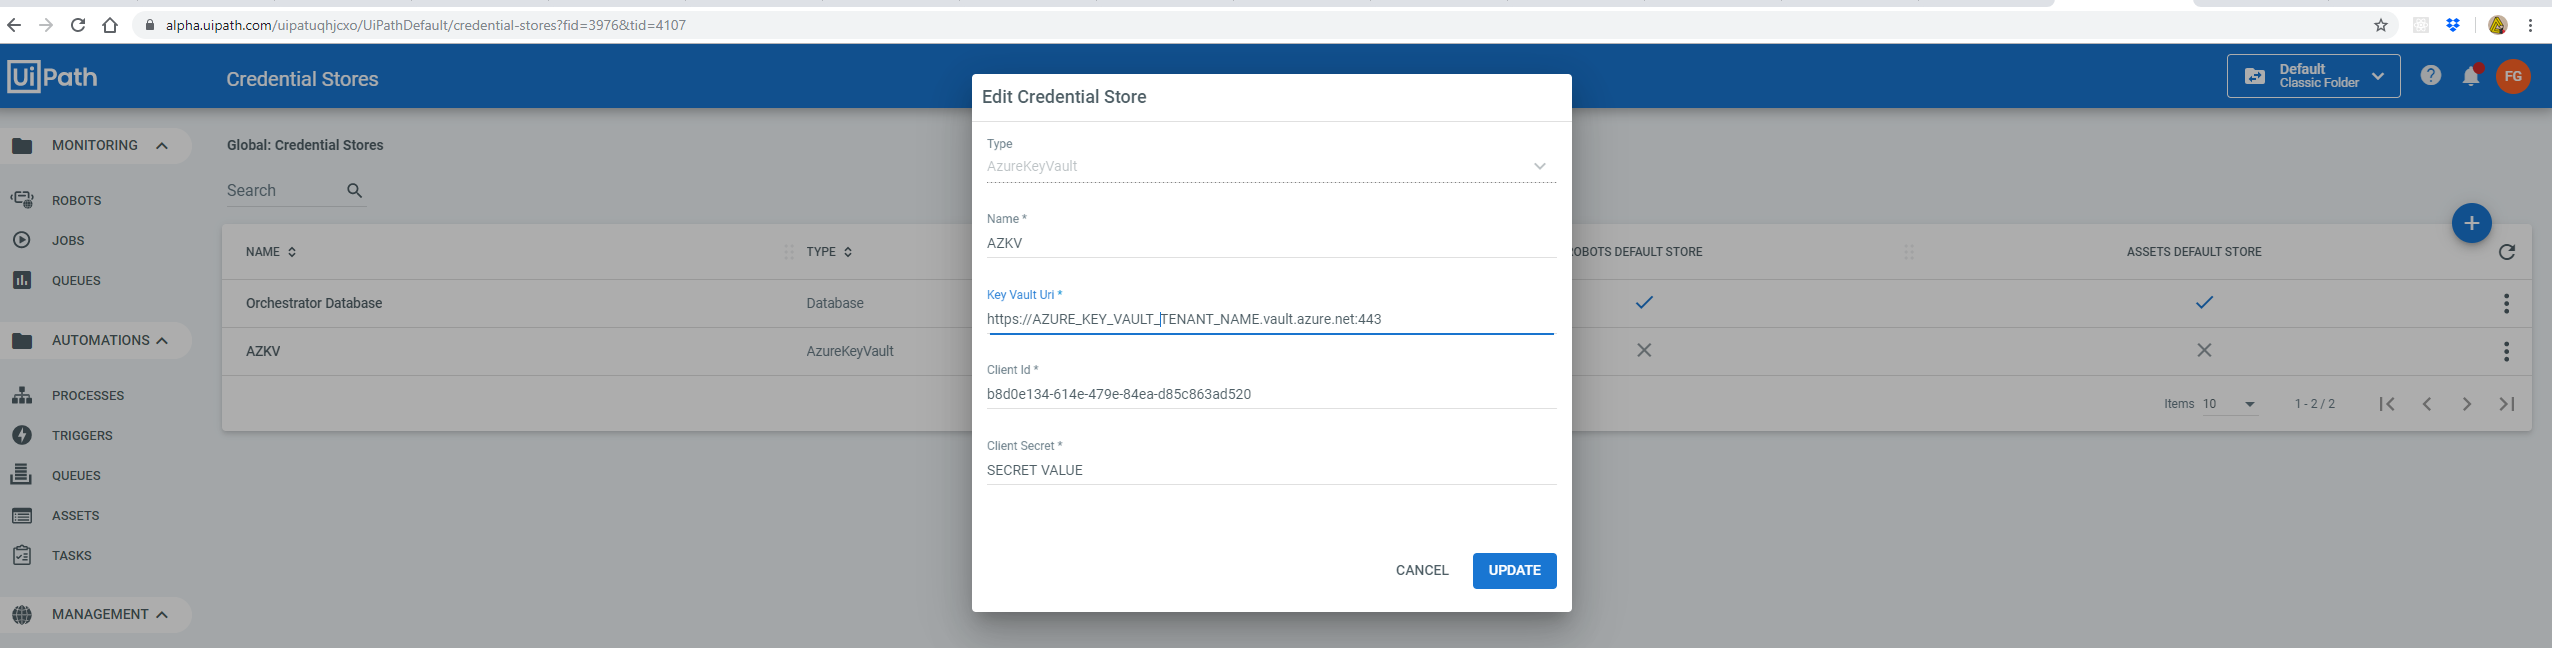 alpha.uipath.com/uipatuqhjcxo/UiPathDefault/credential-stores?fid=3976&tid=4107
UiPath
Credential Stores
Default
Classic Folder
FG
MONITORING
ROBOTS
JOBS
QUEUES
AUTOMATIONS
PROCESSES
TRIGGERS
QUEUES
ASSETS
TASKS
MANAGEMENT
Global: Credential Stores
Search
NAME TYPE ROBOTS DEFAULT STORE ASSETS DEFAULT STORE
Orchestrator Database Database
AZKV AzureKeyVault
Items 10 1 - 2 / 2
Edit Credential Store
Type
AzureKeyVault
Name *
AZKV
Key Vault Uri *
https://AZURE_KEY_VAULT_TENANT_NAME.vault.azure.net:443
Client Id *
b8d0e134-614e-479e-84ea-d85c863ad520
Client Secret *
SECRET VALUE
CANCEL UPDATE